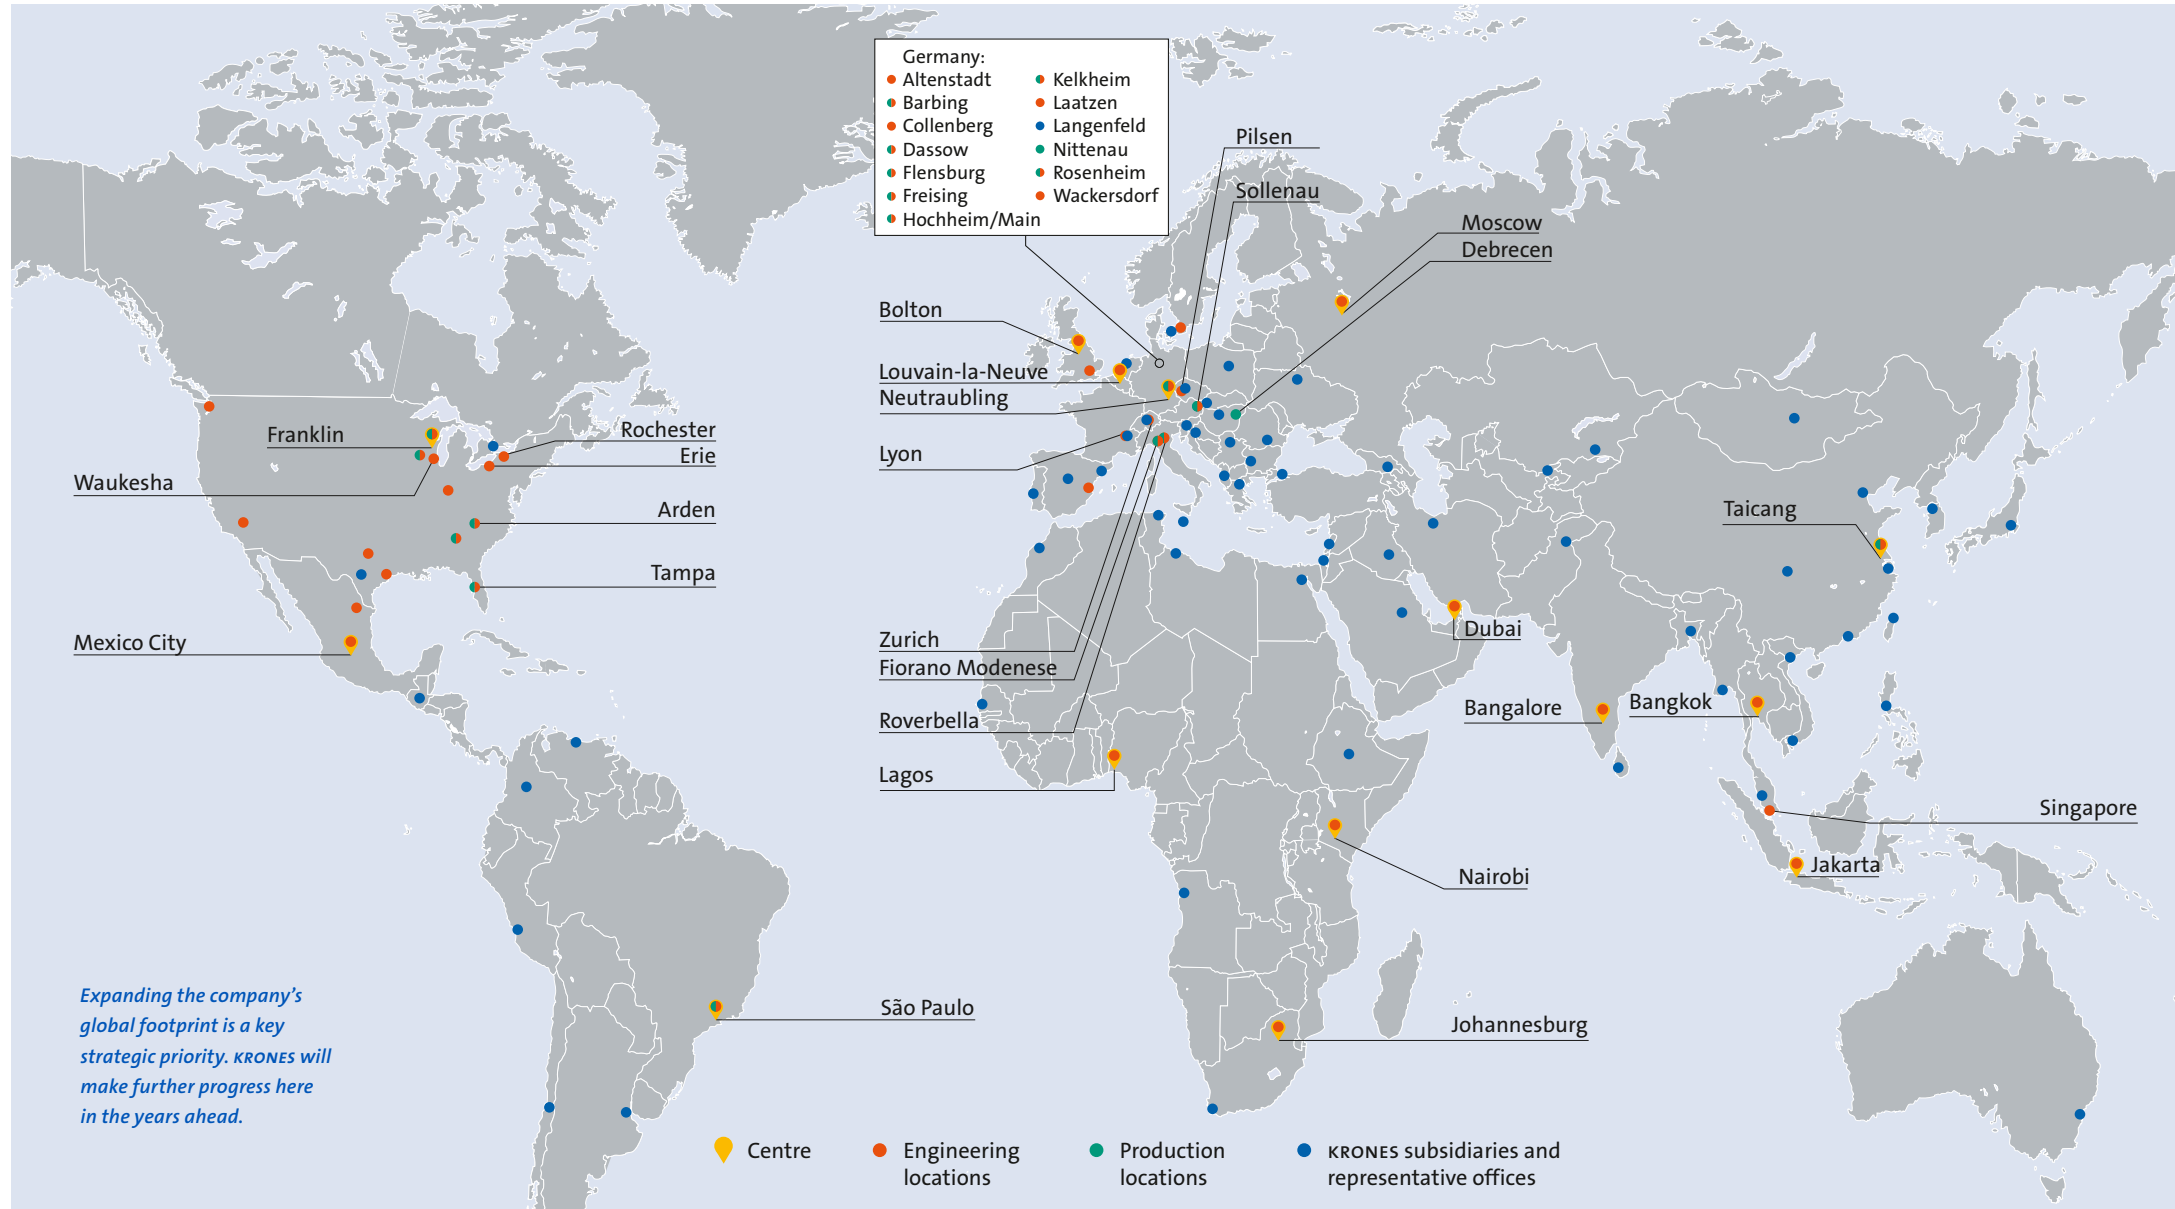 Germany:
Altenstadt
Barbing
Collenberg
Dassow
Flensburg
Freising
Hochheim/Main
Kelkheim
Laatzen
Langenfeld
Nittenau
Rosenheim
Wackersdorf
Pilsen
Sollenau
Moscow
Debrecen
Bolton
Louvain-la-Neuve
Neutraubling
Lyon
Franklin
Rochester
Erie
Waukesha
Arden
Tampa
Mexico City
Taicang
Zurich
Fiorano Modenese
Roverbella
Lagos
Dubai
Bangalore
Bangkok
Singapore
Jakarta
Nairobi
São Paulo
Johannesburg
Expanding the company's
global footprint is a key
strategic priority. KRONES will
make further progress here
in the years ahead.
Centre
Engineering
locations
Production
locations
KRONES subsidiaries and
representative offices